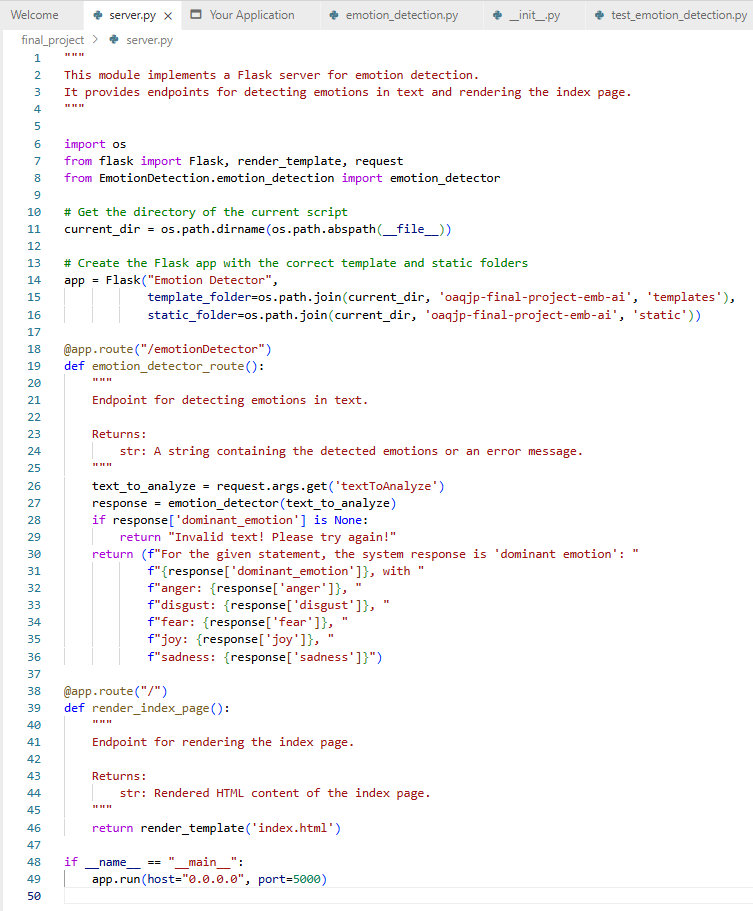 Welcome server.py × Your Application emotion_detection.py __init__.py test_emotion_detection.py
final_project > server.py
1 """
2 This module implements a Flask server for emotion detection.
3 It provides endpoints for detecting emotions in text and rendering the index page.
4 """
5
6 import os
7 from flask import Flask, render_template, request
8 from EmotionDetection.emotion_detection import emotion_detector
9
10 # Get the directory of the current script
11 current_dir = os.path.dirname(os.path.abspath(__file__))
12
13 # Create the Flask app with the correct template and static folders
14 app = Flask("Emotion Detector",
15             template_folder=os.path.join(current_dir, 'oaqjp-final-project-emb-ai', 'templates'),
16             static_folder=os.path.join(current_dir, 'oaqjp-final-project-emb-ai', 'static'))
17
18 @app.route("/emotionDetector")
19 def emotion_detector_route():
20     """
21     Endpoint for detecting emotions in text.
22
23     Returns:
24         str: A string containing the detected emotions or an error message.
25     """
26     text_to_analyze = request.args.get('textToAnalyze')
27     response = emotion_detector(text_to_analyze)
28     if response['dominant_emotion'] is None:
29         return "Invalid text! Please try again!"
30     return (f"For the given statement, the system response is 'dominant emotion': "
31             f"{response['dominant_emotion']}, with "
32             f"anger: {response['anger']}, "
33             f"disgust: {response['disgust']}, "
34             f"fear: {response['fear']}, "
35             f"joy: {response['joy']}, "
36             f"sadness: {response['sadness']}")
37
38 @app.route("/")
39 def render_index_page():
40     """
41     Endpoint for rendering the index page.
42
43     Returns:
44         str: Rendered HTML content of the index page.
45     """
46     return render_template('index.html')
47
48 if __name__ == "__main__":
49     app.run(host="0.0.0.0", port=5000)
50